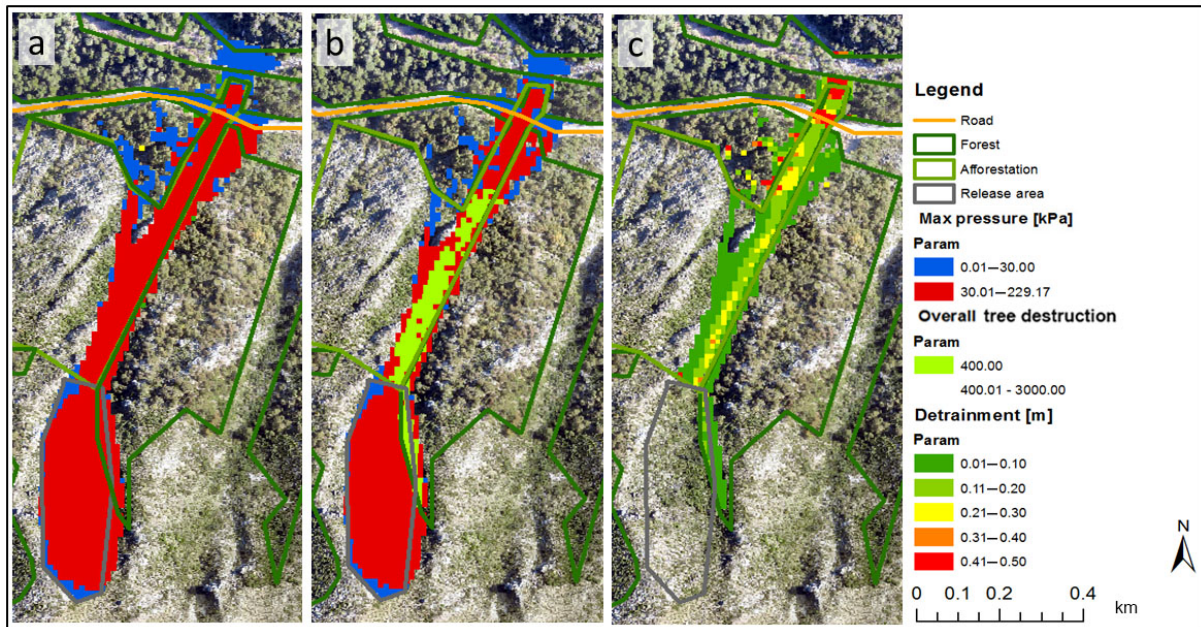 a
b
c
Legend
Road
Forest
Afforestation
Release area
Max pressure [kPa]
Param
0.01—30.00
30.01—229.17
Overall tree destruction
Param
400.00
400.01 - 3000.00
Detrainment [m]
Param
0.01—0.10
0.11—0.20
0.21—0.30
0.31—0.40
0.41—0.50
N
0 0.1 0.2 0.4
km